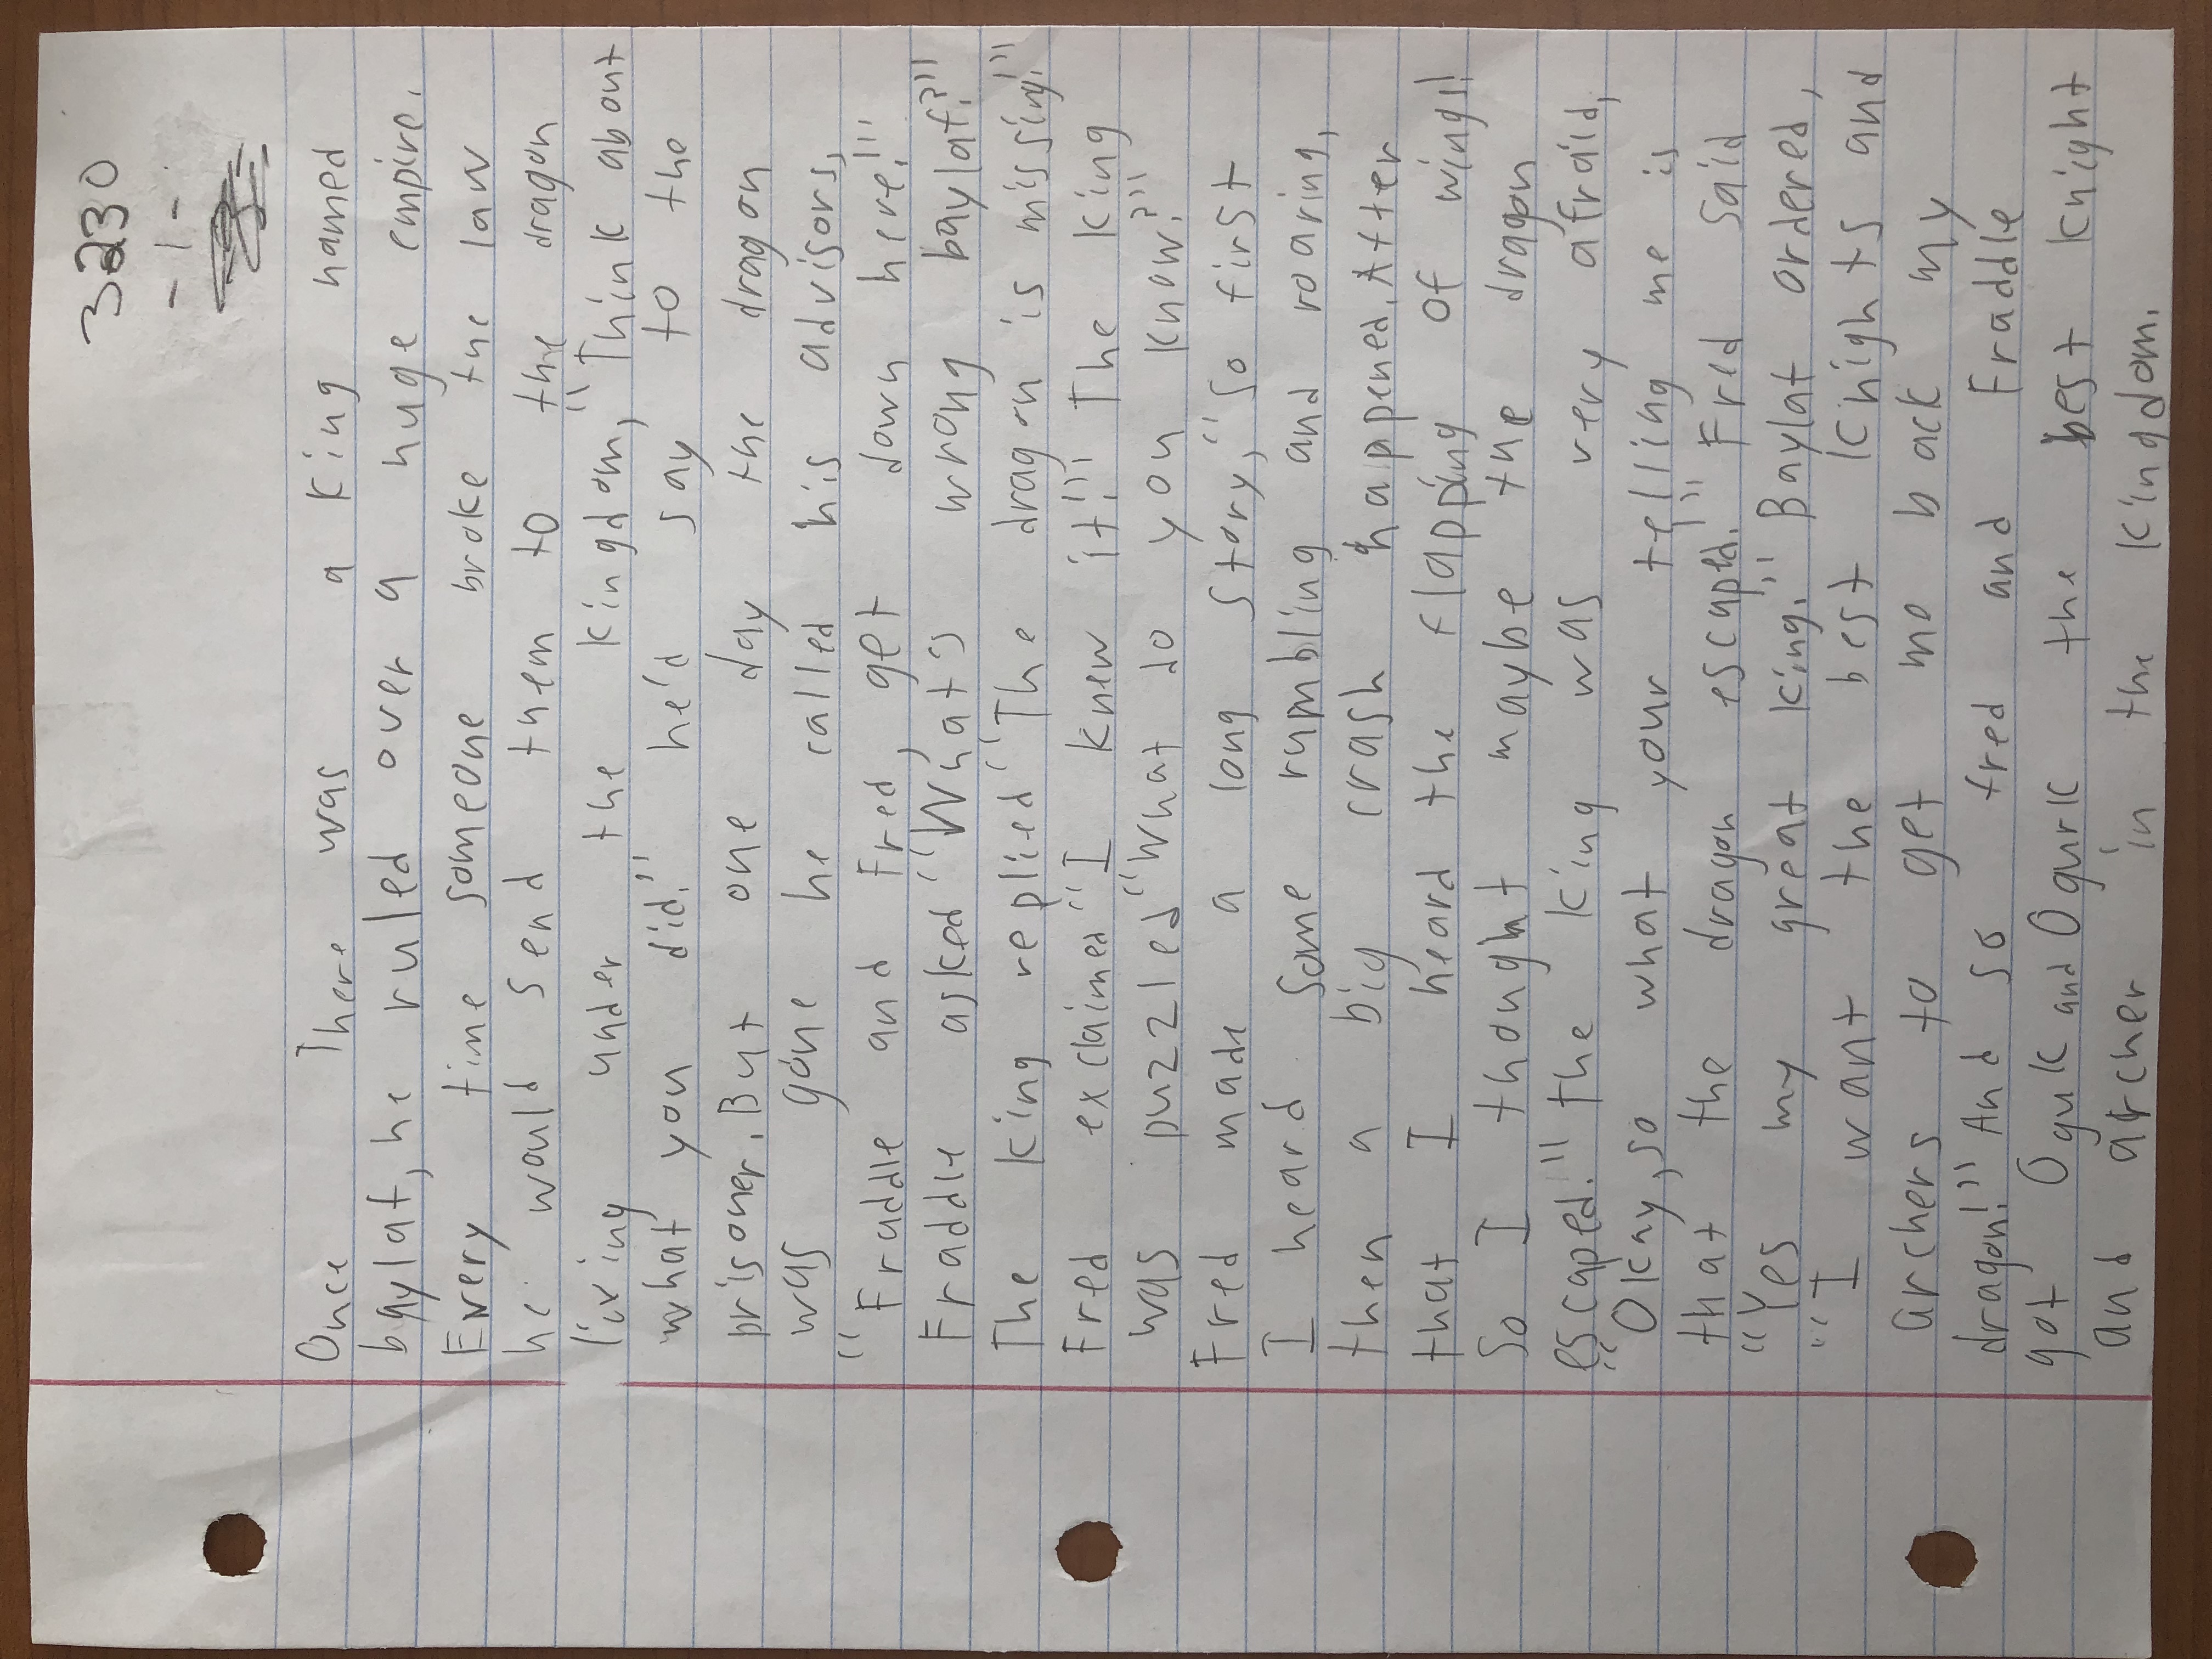 3230
- 1 -
Once There was a King named
baylat, he ruled over a huge empire.
Every time someone broke the law
he would send them to the dragon
living under the kingdom, "Think about
what you did." he'd say to the
prisoner. But one day the dragon
was gone he called his advisors,
"Fraddle and Fred, get down here!"
Fraddle asked "What's wrong baylat?"
The king replied "The dragon is missing!"
Fred exclaimed "I knew it!" The king
was puzzled "What do you know?"
Fred made a long story, "So first
I heard some rumbling and roaring,
then a big crash happened. After
that I heard the flapping of wings!
So I thought maybe the dragon
escaped." the king was very afraid,
"Okay, so what your telling me is
that the dragon escaped!" Fred said
"Yes my great king." Baylat ordered,
"I want the best knights and
archers to get me back my
dragon!" And so fred and Fraddle
got Oguk and Ogurk the best knight
and archer in the kingdom.